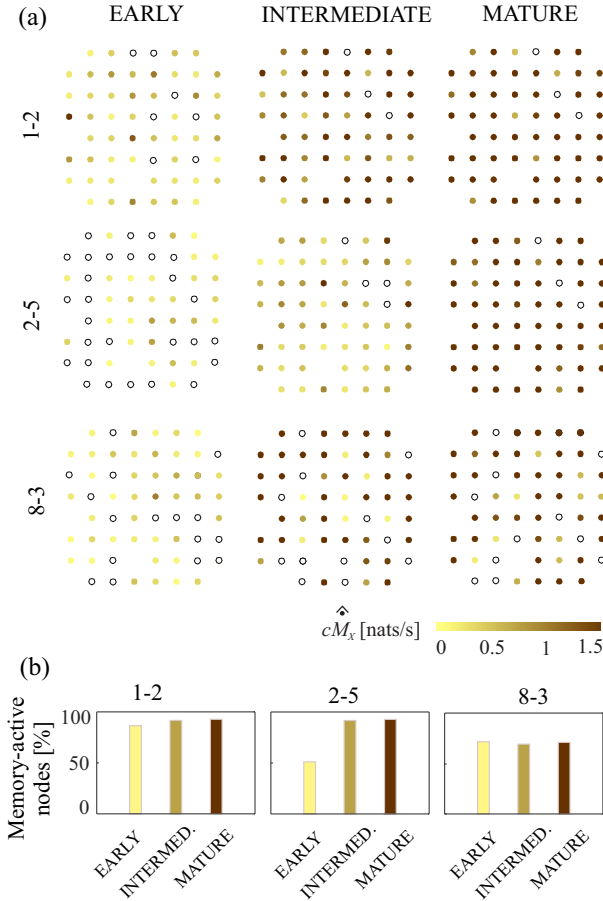 (a)
EARLY INTERMEDIATE MATURE
1-2
2-5
8-3
cM̂_X [nats/s]
0 0.5 1 1.5
(b)
1-2 2-5 8-3
Memory-active
nodes [%]
100
50
0
EARLY INTERMED. MATURE EARLY INTERMED. MATURE EARLY INTERMED. MATURE